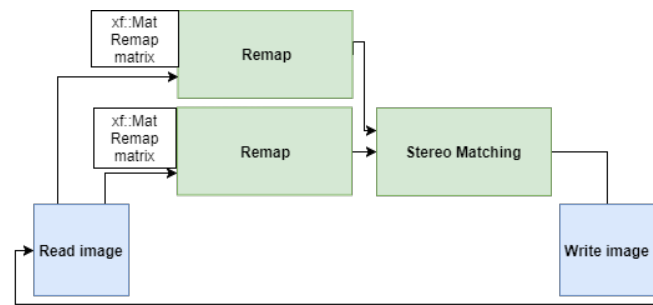 xf::Mat
Remap
matrix
Remap
xf::Mat
Remap
matrix
Remap
Stereo Matching
Read image
Write image